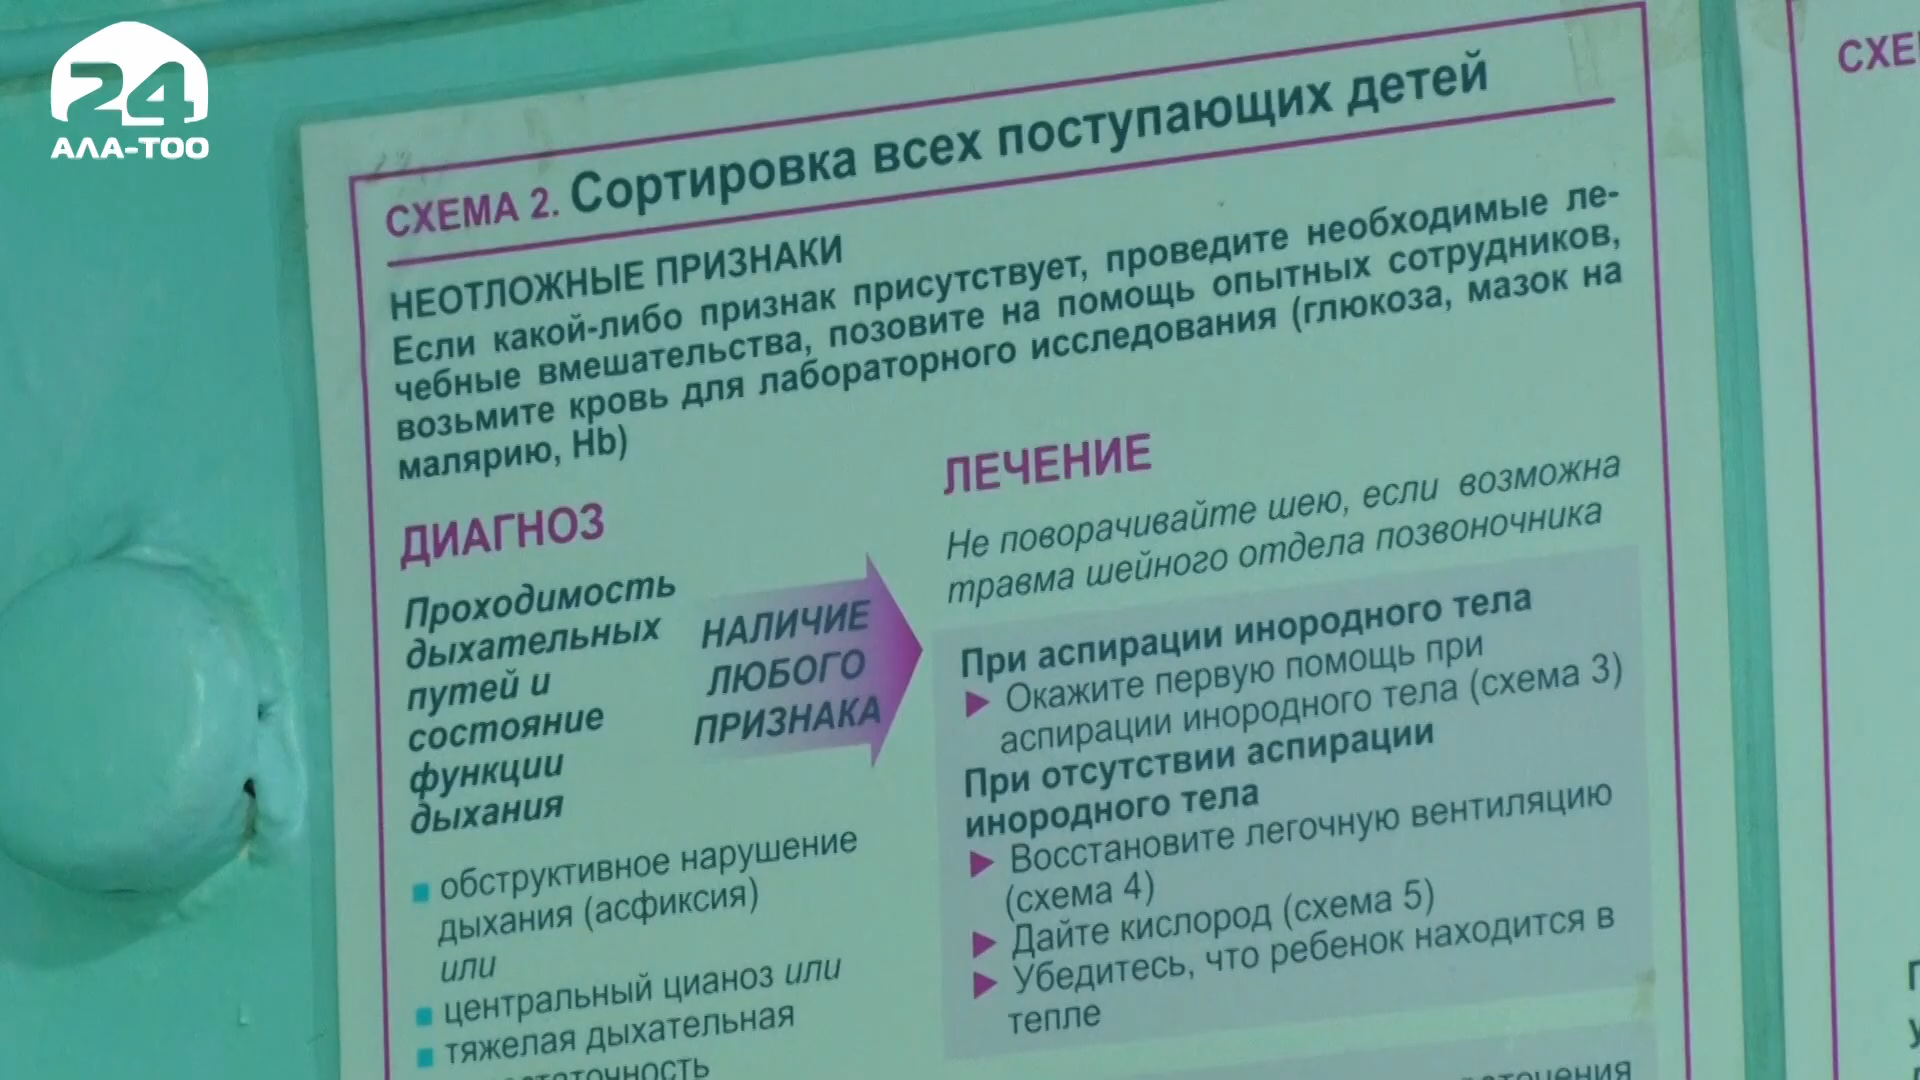 24
АЛА-ТОО
СХЕМА 2. Сортировка всех поступающих детей
НЕОТЛОЖНЫЕ ПРИЗНАКИ
Если какой-либо признак присутствует, проведите необходимые ле-
чебные вмешательства, позовите на помощь опытных сотрудников,
возьмите кровь для лабораторного исследования (глюкоза, мазок на
малярию, Hb)
ДИАГНОЗ
Проходимость
дыхательных
путей и
состояние
функции
дыхания
■ обструктивное нарушение
дыхания (асфиксия)
или
■ центральный цианоз или
■ тяжелая дыхательная
НАЛИЧИЕ
ЛЮБОГО
ПРИЗНАКА
ЛЕЧЕНИЕ
Не поворачивайте шею, если возможна
травма шейного отдела позвоночника
При аспирации инородного тела
▶ Окажите первую помощь при
аспирации инородного тела (схема 3)
При отсутствии аспирации
инородного тела
▶ Восстановите легочную вентиляцию
(схема 4)
▶ Дайте кислород (схема 5)
▶ Убедитесь, что ребенок находится в
тепле
СХЕ